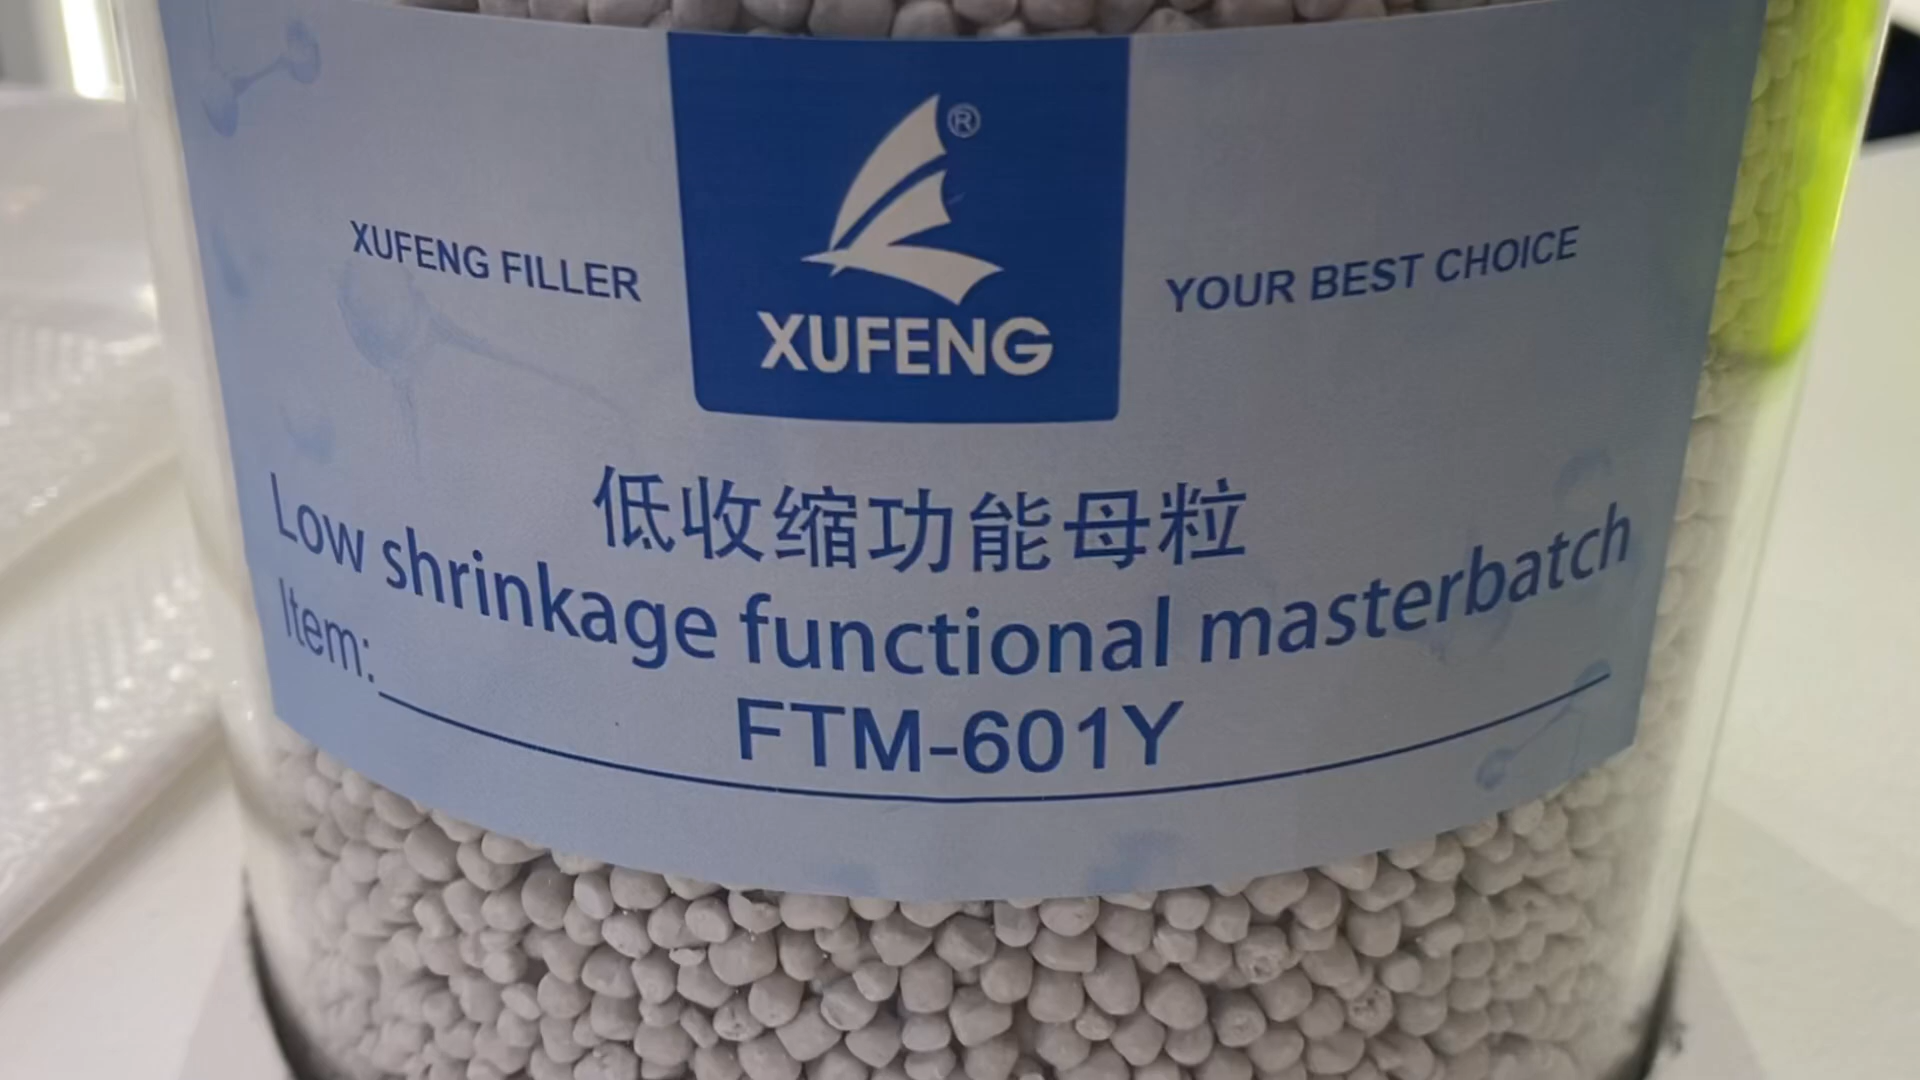 ®
XUFENG FILLER
YOUR BEST CHOICE
XUFENG
低收缩功能母粒
Low shrinkage functional masterbatch
Item:
FTM-601Y